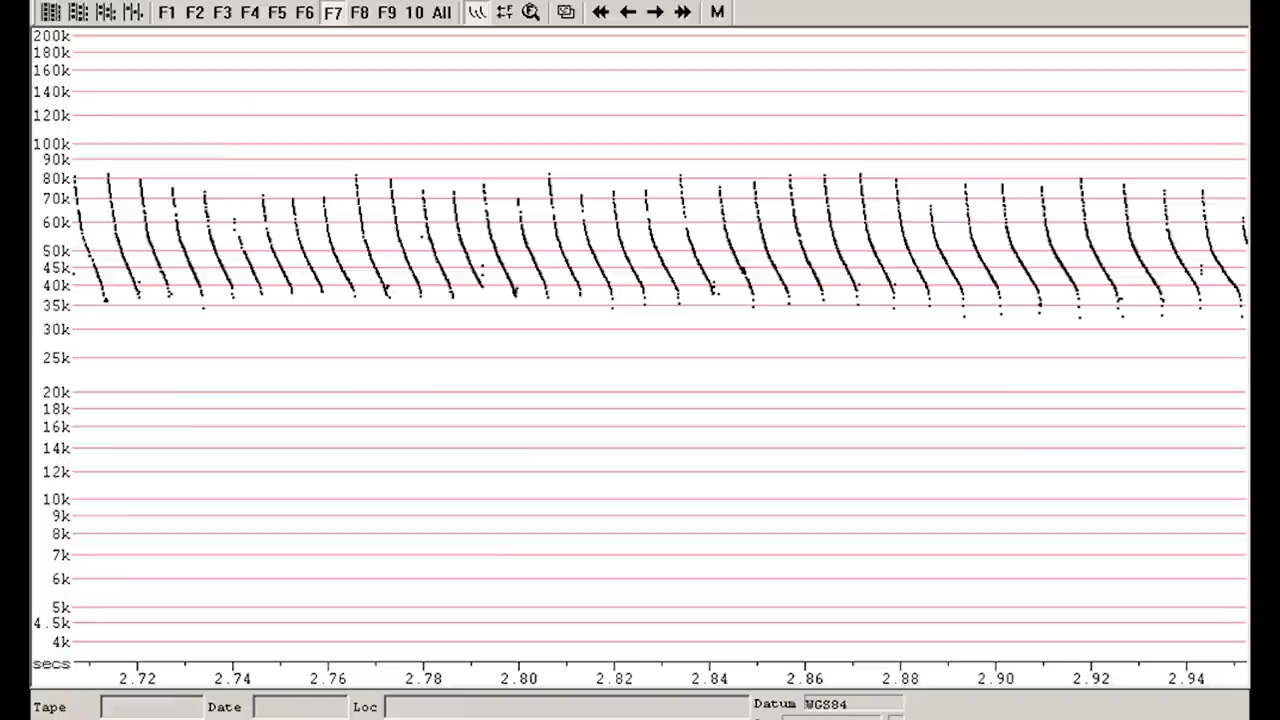 F1 F2 F3 F4 F5 F6 F7 F8 F9 10 All M
200k
180k
160k
140k
120k
100k
90k
80k
70k
60k
50k
45k
40k
35k
30k
25k
20k
18k
16k
14k
12k
10k
9k
8k
7k
6k
5k
4.5k
4k
secs
2.72 2.74 2.76 2.78 2.80 2.82 2.84 2.86 2.88 2.90 2.92 2.94
Tape Date Loc Datum WGS84